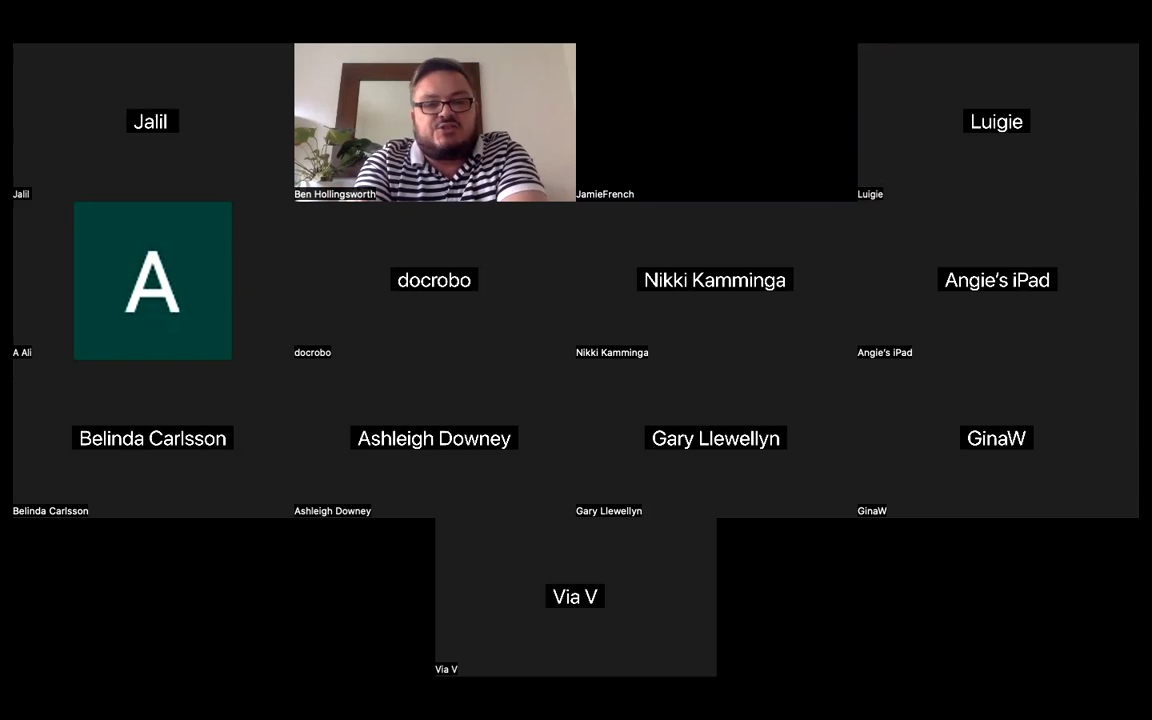 Jalil
Jalil
Ben Hollingsworth
JamieFrench
Luigie
Luigie
A
A Ali
docrobo
docrobo
Nikki Kamminga
Nikki Kamminga
Angie’s iPad
Angie’s iPad
Belinda Carlsson
Belinda Carlsson
Ashleigh Downey
Ashleigh Downey
Gary Llewellyn
Gary Llewellyn
GinaW
GinaW
Via V
Via V